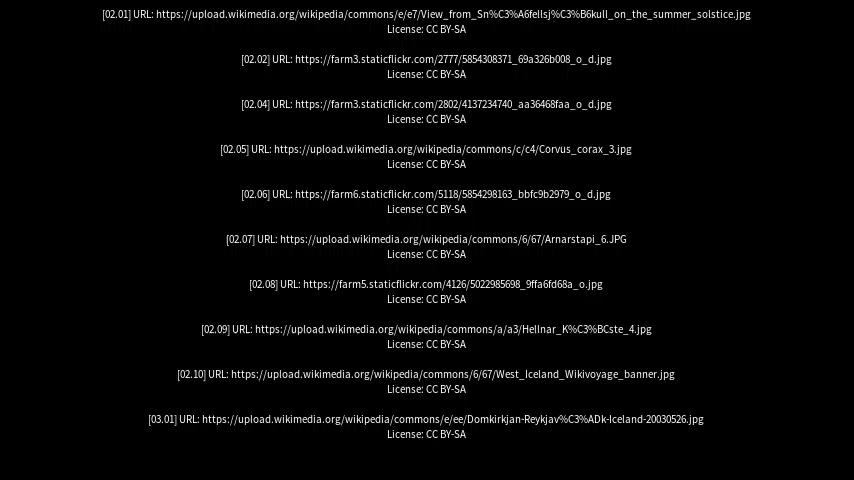 [02.01] URL: https://upload.wikimedia.org/wikipedia/commons/e/e7/View_from_Sn%C3%A6fellsj%C3%B6kull_on_the_summer_solstice.jpg
License: CC BY-SA
[02.02] URL: https://farm3.staticflickr.com/2777/5854308371_69a326b008_o_d.jpg
License: CC BY-SA
[02.04] URL: https://farm3.staticflickr.com/2802/4137234740_aa36468faa_o_d.jpg
License: CC BY-SA
[02.05] URL: https://upload.wikimedia.org/wikipedia/commons/c/c4/Corvus_corax_3.jpg
License: CC BY-SA
[02.06] URL: https://farm6.staticflickr.com/5118/5854298163_bbfc9b2979_o_d.jpg
License: CC BY-SA
[02.07] URL: https://upload.wikimedia.org/wikipedia/commons/6/67/Arnarstapi_6.JPG
License: CC BY-SA
[02.08] URL: https://farm5.staticflickr.com/4126/5022985698_9ffa6fd68a_o.jpg
License: CC BY-SA
[02.09] URL: https://upload.wikimedia.org/wikipedia/commons/a/a3/Hellnar_K%C3%BCste_4.jpg
License: CC BY-SA
[02.10] URL: https://upload.wikimedia.org/wikipedia/commons/6/67/West_Iceland_Wikivoyage_banner.jpg
License: CC BY-SA
[03.01] URL: https://upload.wikimedia.org/wikipedia/commons/e/ee/Domkirkjan-Reykjav%C3%ADk-Iceland-20030526.jpg
License: CC BY-SA